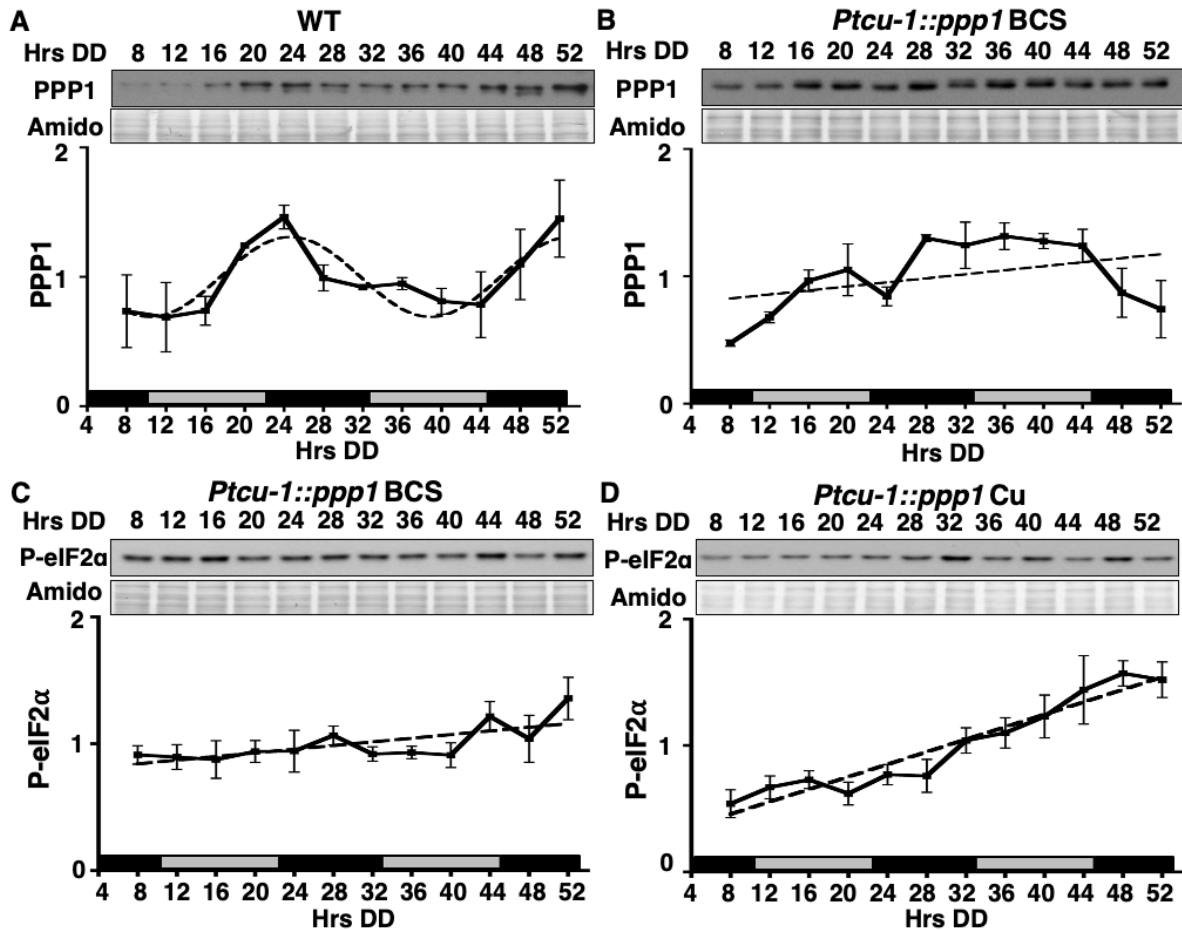 A WT
Hrs DD 8 12 16 20 24 28 32 36 40 44 48 52
PPP1
Amido
2
1
0
PPP1
4 8 12 16 20 24 28 32 36 40 44 48 52
Hrs DD
B Ptcu-1::ppp1 BCS
Hrs DD 8 12 16 20 24 28 32 36 40 44 48 52
PPP1
Amido
2
1
0
PPP1
4 8 12 16 20 24 28 32 36 40 44 48 52
Hrs DD
C Ptcu-1::ppp1 BCS
Hrs DD 8 12 16 20 24 28 32 36 40 44 48 52
P-eIF2α
Amido
2
1
0
P-eIF2α
4 8 12 16 20 24 28 32 36 40 44 48 52
Hrs DD
D Ptcu-1::ppp1 Cu
Hrs DD 8 12 16 20 24 28 32 36 40 44 48 52
P-eIF2α
Amido
2
1
0
P-eIF2α
4 8 12 16 20 24 28 32 36 40 44 48 52
Hrs DD